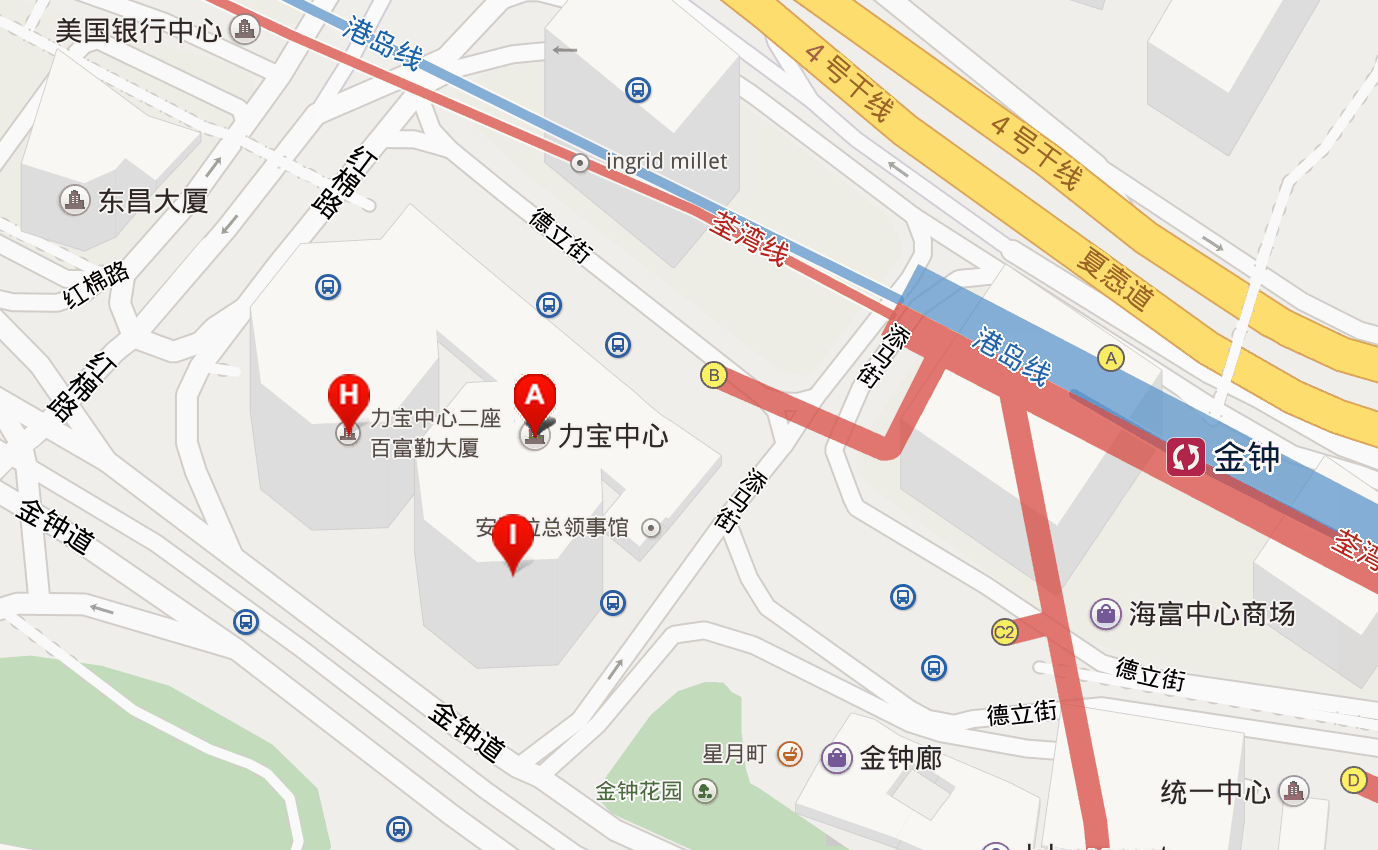 美国银行中心
港岛线
4号干线
4号干线
红棉路
ingrid millet
东昌大厦
德立街
荃湾线
夏悫道
红棉路
添马街
港岛线
A
B
红棉路
H
A
力宝中心二座
百富勤大厦
力宝中心
金钟
添马街
金钟道
I
总领事馆
荃湾
海富中心商场
C2
德立街
德立街
金钟道
星月町
金钟廊
金钟花园
统一中心
D